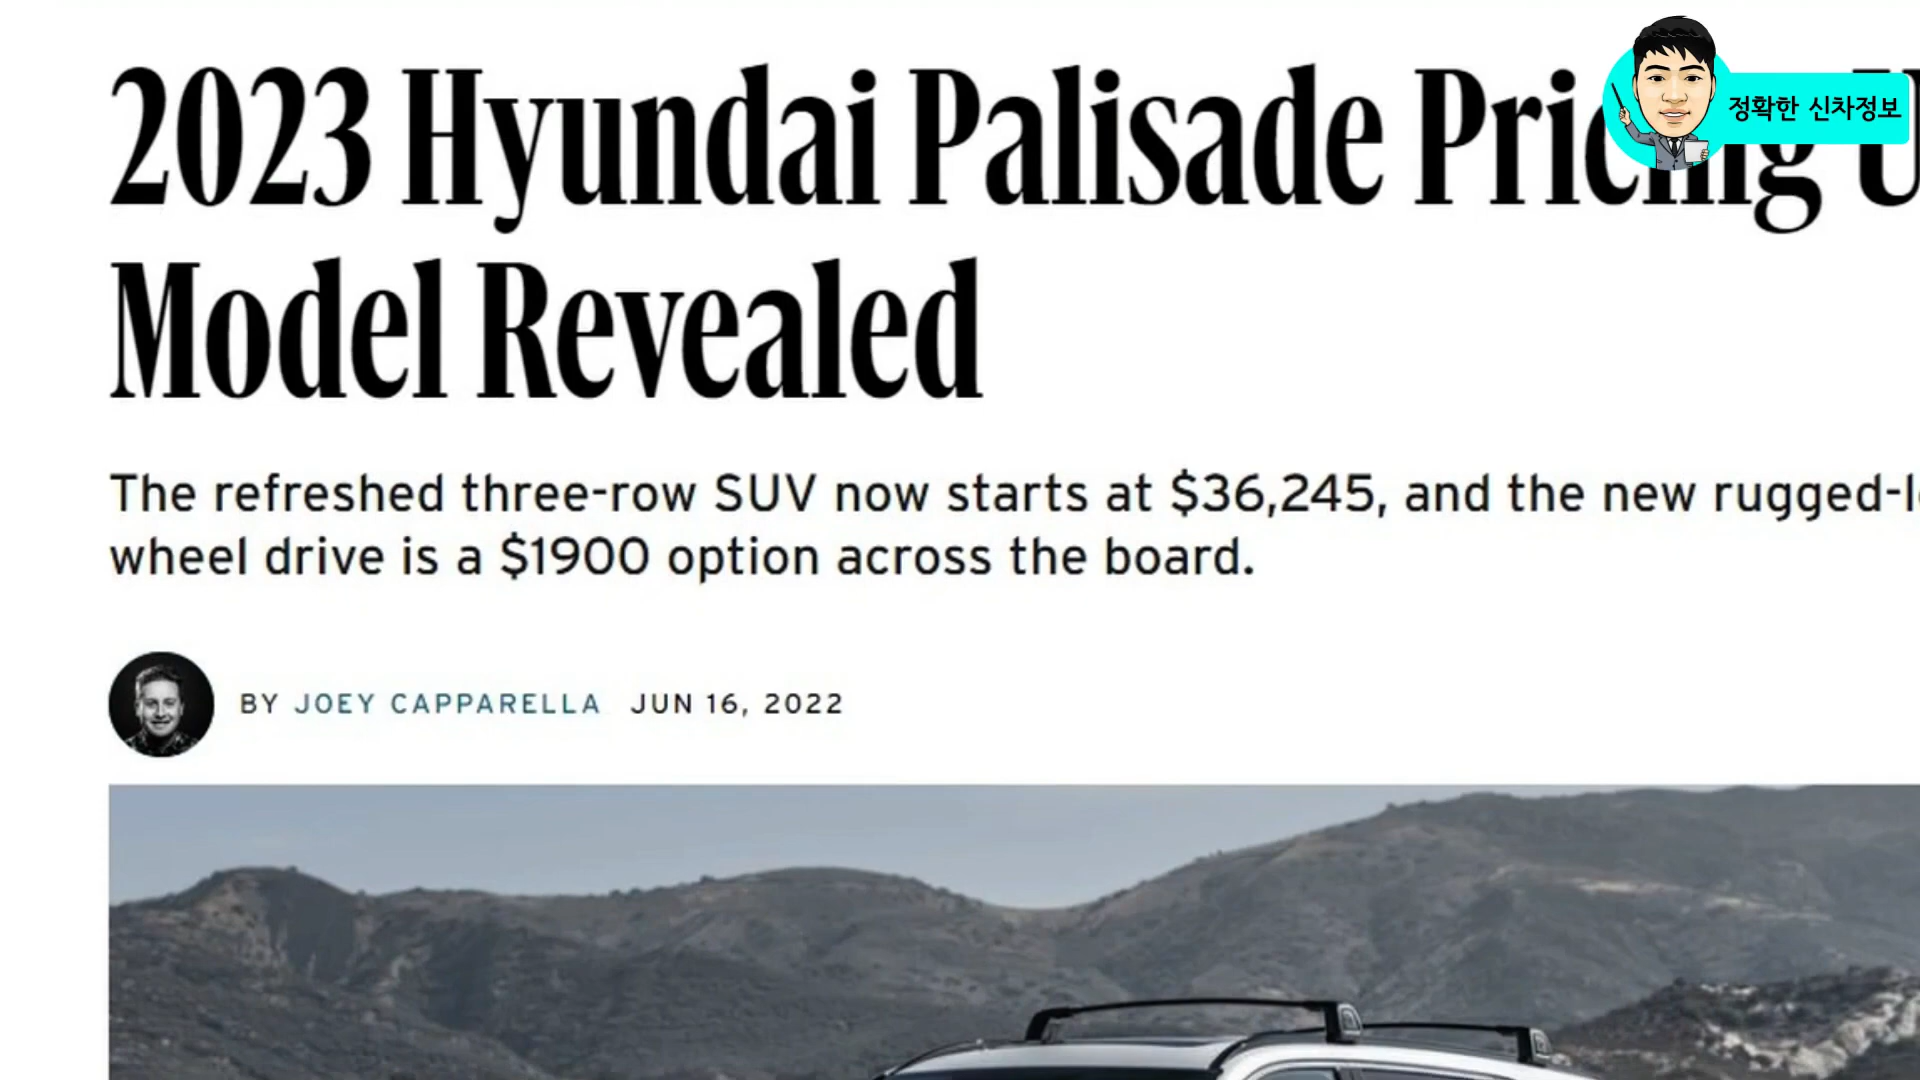 2023 Hyundai Palisade Pricing
Model Revealed
The refreshed three-row SUV now starts at $36,245, and the new
wheel drive is a $1900 option across the board.
BY JOEY CAPPARELLA JUN 16, 2022
정확한 신차정보